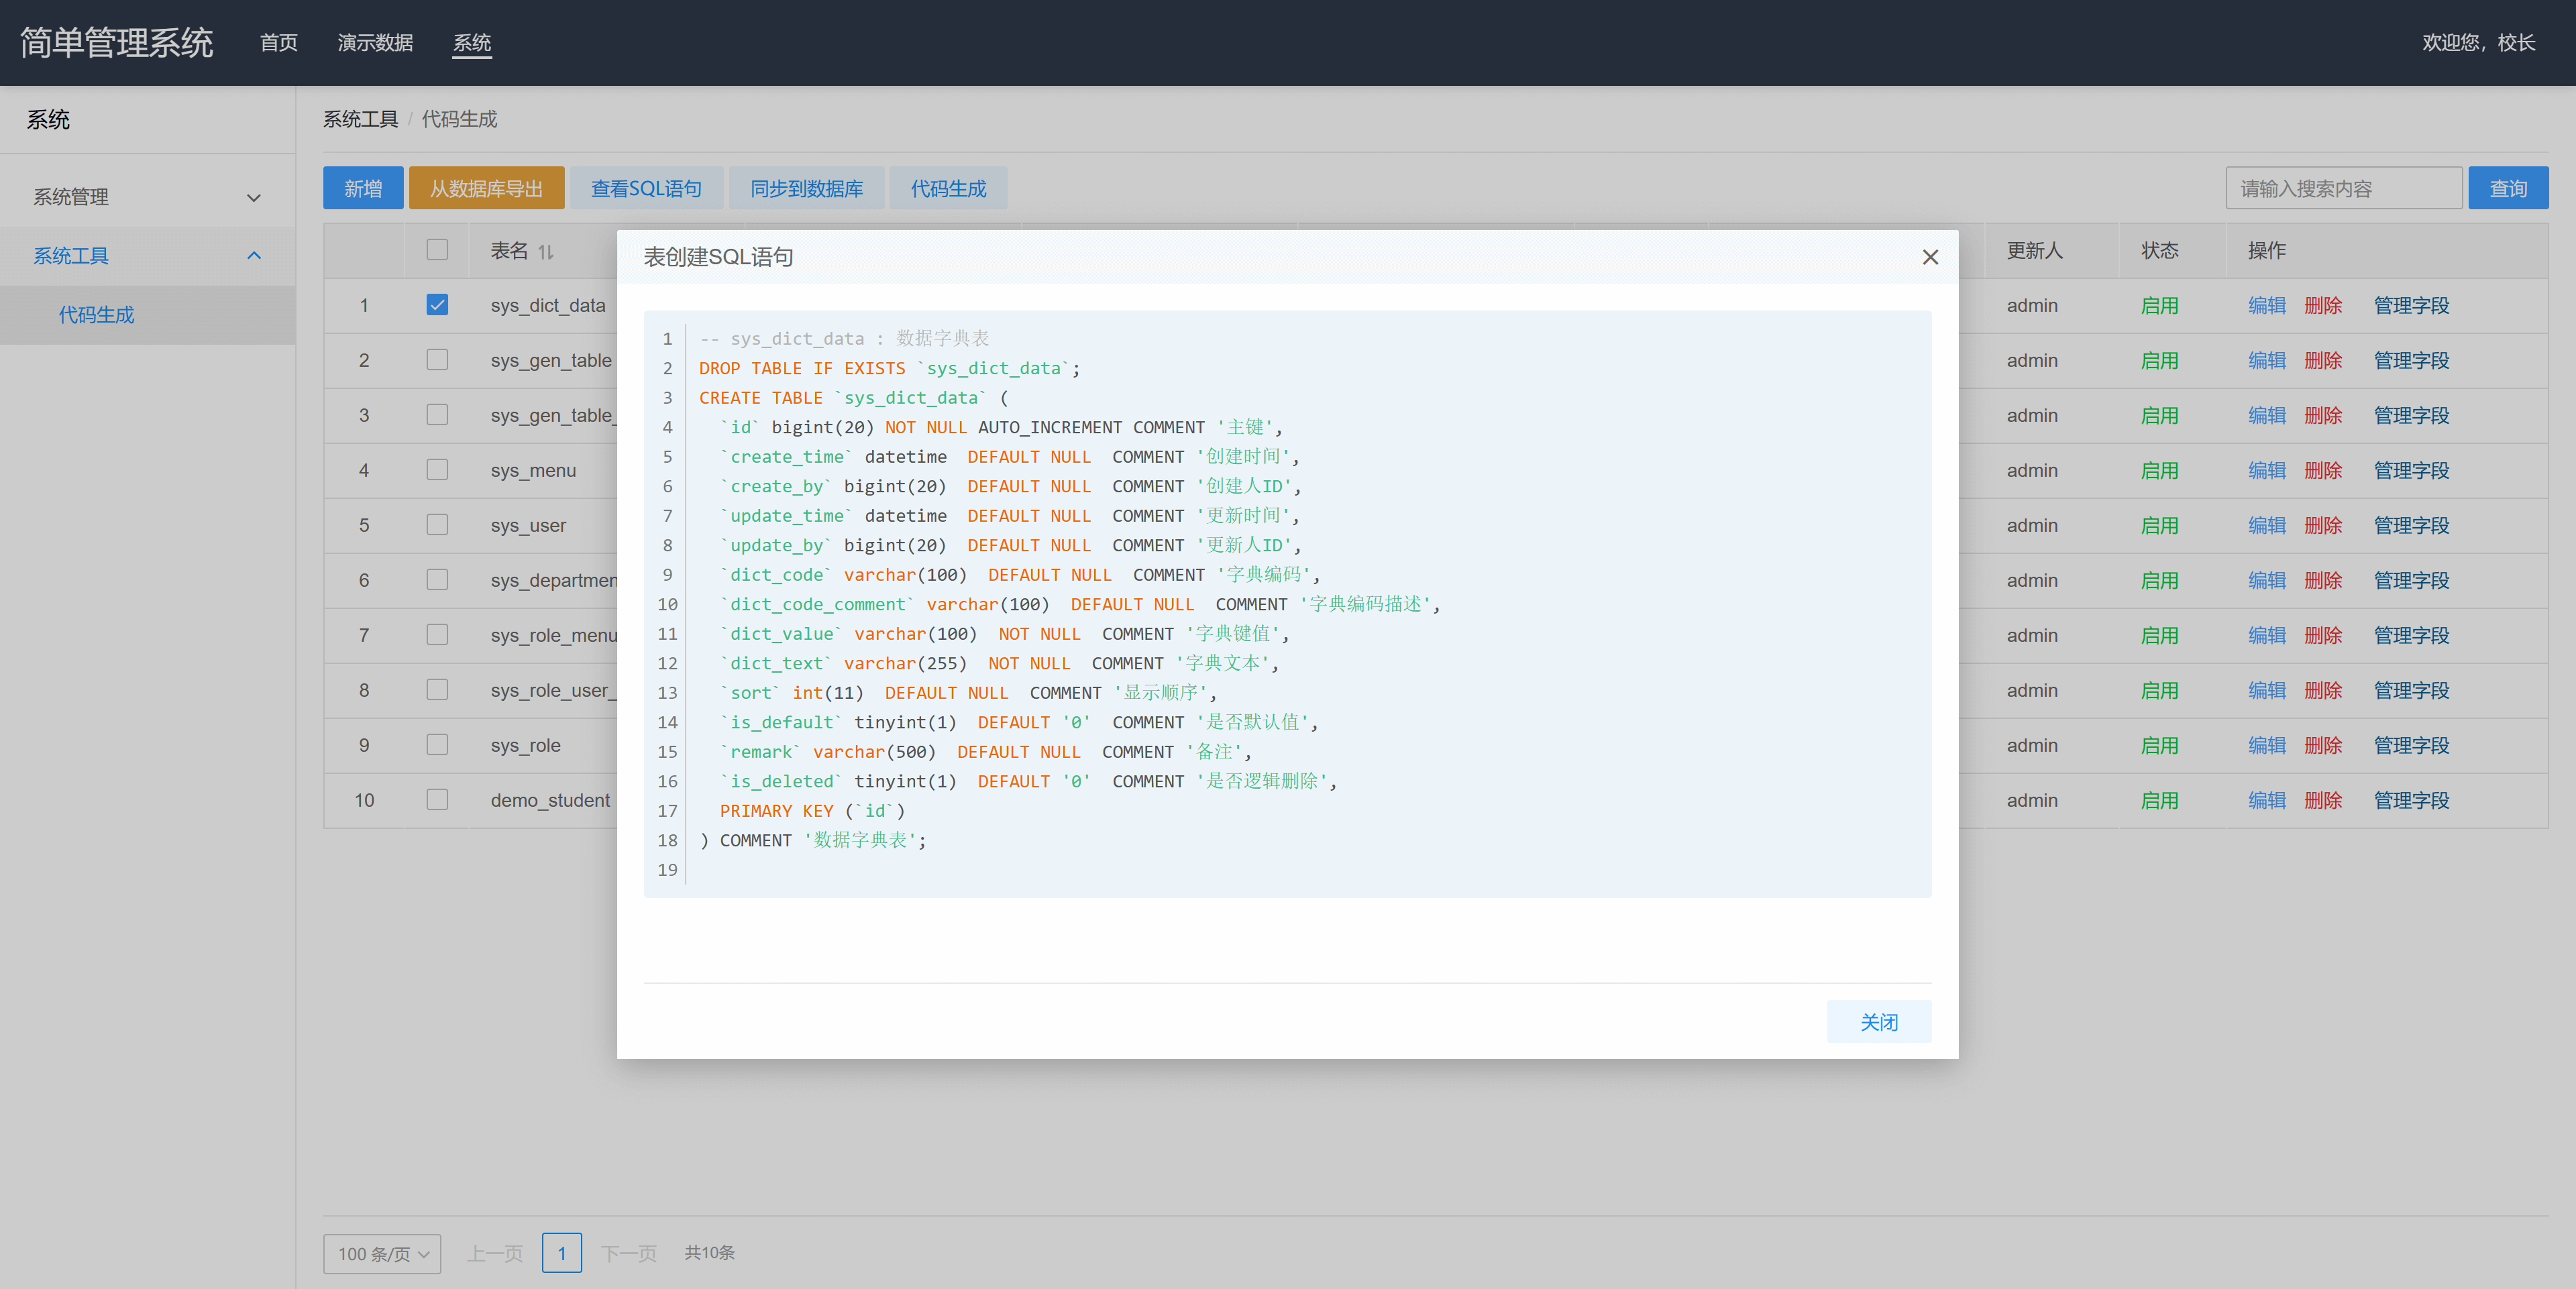 简单管理系统 首页 演示数据 系统 欢迎您，校长
系统
系统管理
系统工具
代码生成
系统工具 / 代码生成
新增 从数据库导出 查看SQL语句 同步到数据库 代码生成 请输入搜索内容 查询
表名 更新人 状态 操作
1 sys_dict_data admin 启用 编辑 删除 管理字段
2 sys_gen_table admin 启用 编辑 删除 管理字段
3 sys_gen_table_ admin 启用 编辑 删除 管理字段
4 sys_menu admin 启用 编辑 删除 管理字段
5 sys_user admin 启用 编辑 删除 管理字段
6 sys_departmen admin 启用 编辑 删除 管理字段
7 sys_role_menu admin 启用 编辑 删除 管理字段
8 sys_role_user_ admin 启用 编辑 删除 管理字段
9 sys_role admin 启用 编辑 删除 管理字段
10 demo_student admin 启用 编辑 删除 管理字段
表创建SQL语句
1 -- sys_dict_data : 数据字典表
2 DROP TABLE IF EXISTS `sys_dict_data`;
3 CREATE TABLE `sys_dict_data` (
4   `id` bigint(20) NOT NULL AUTO_INCREMENT COMMENT '主键',
5   `create_time` datetime  DEFAULT NULL  COMMENT '创建时间',
6   `create_by` bigint(20)  DEFAULT NULL  COMMENT '创建人ID',
7   `update_time` datetime  DEFAULT NULL  COMMENT '更新时间',
8   `update_by` bigint(20)  DEFAULT NULL  COMMENT '更新人ID',
9   `dict_code` varchar(100)  DEFAULT NULL  COMMENT '字典编码',
10   `dict_code_comment` varchar(100)  DEFAULT NULL  COMMENT '字典编码描述',
11   `dict_value` varchar(100)  NOT NULL  COMMENT '字典键值',
12   `dict_text` varchar(255)  NOT NULL  COMMENT '字典文本',
13   `sort` int(11)  DEFAULT NULL  COMMENT '显示顺序',
14   `is_default` tinyint(1)  DEFAULT '0'  COMMENT '是否默认值',
15   `remark` varchar(500)  DEFAULT NULL  COMMENT '备注',
16   `is_deleted` tinyint(1)  DEFAULT '0'  COMMENT '是否逻辑删除',
17   PRIMARY KEY (`id`)
18 ) COMMENT '数据字典表';
19
关闭
100 条/页 上一页 1 下一页 共10条